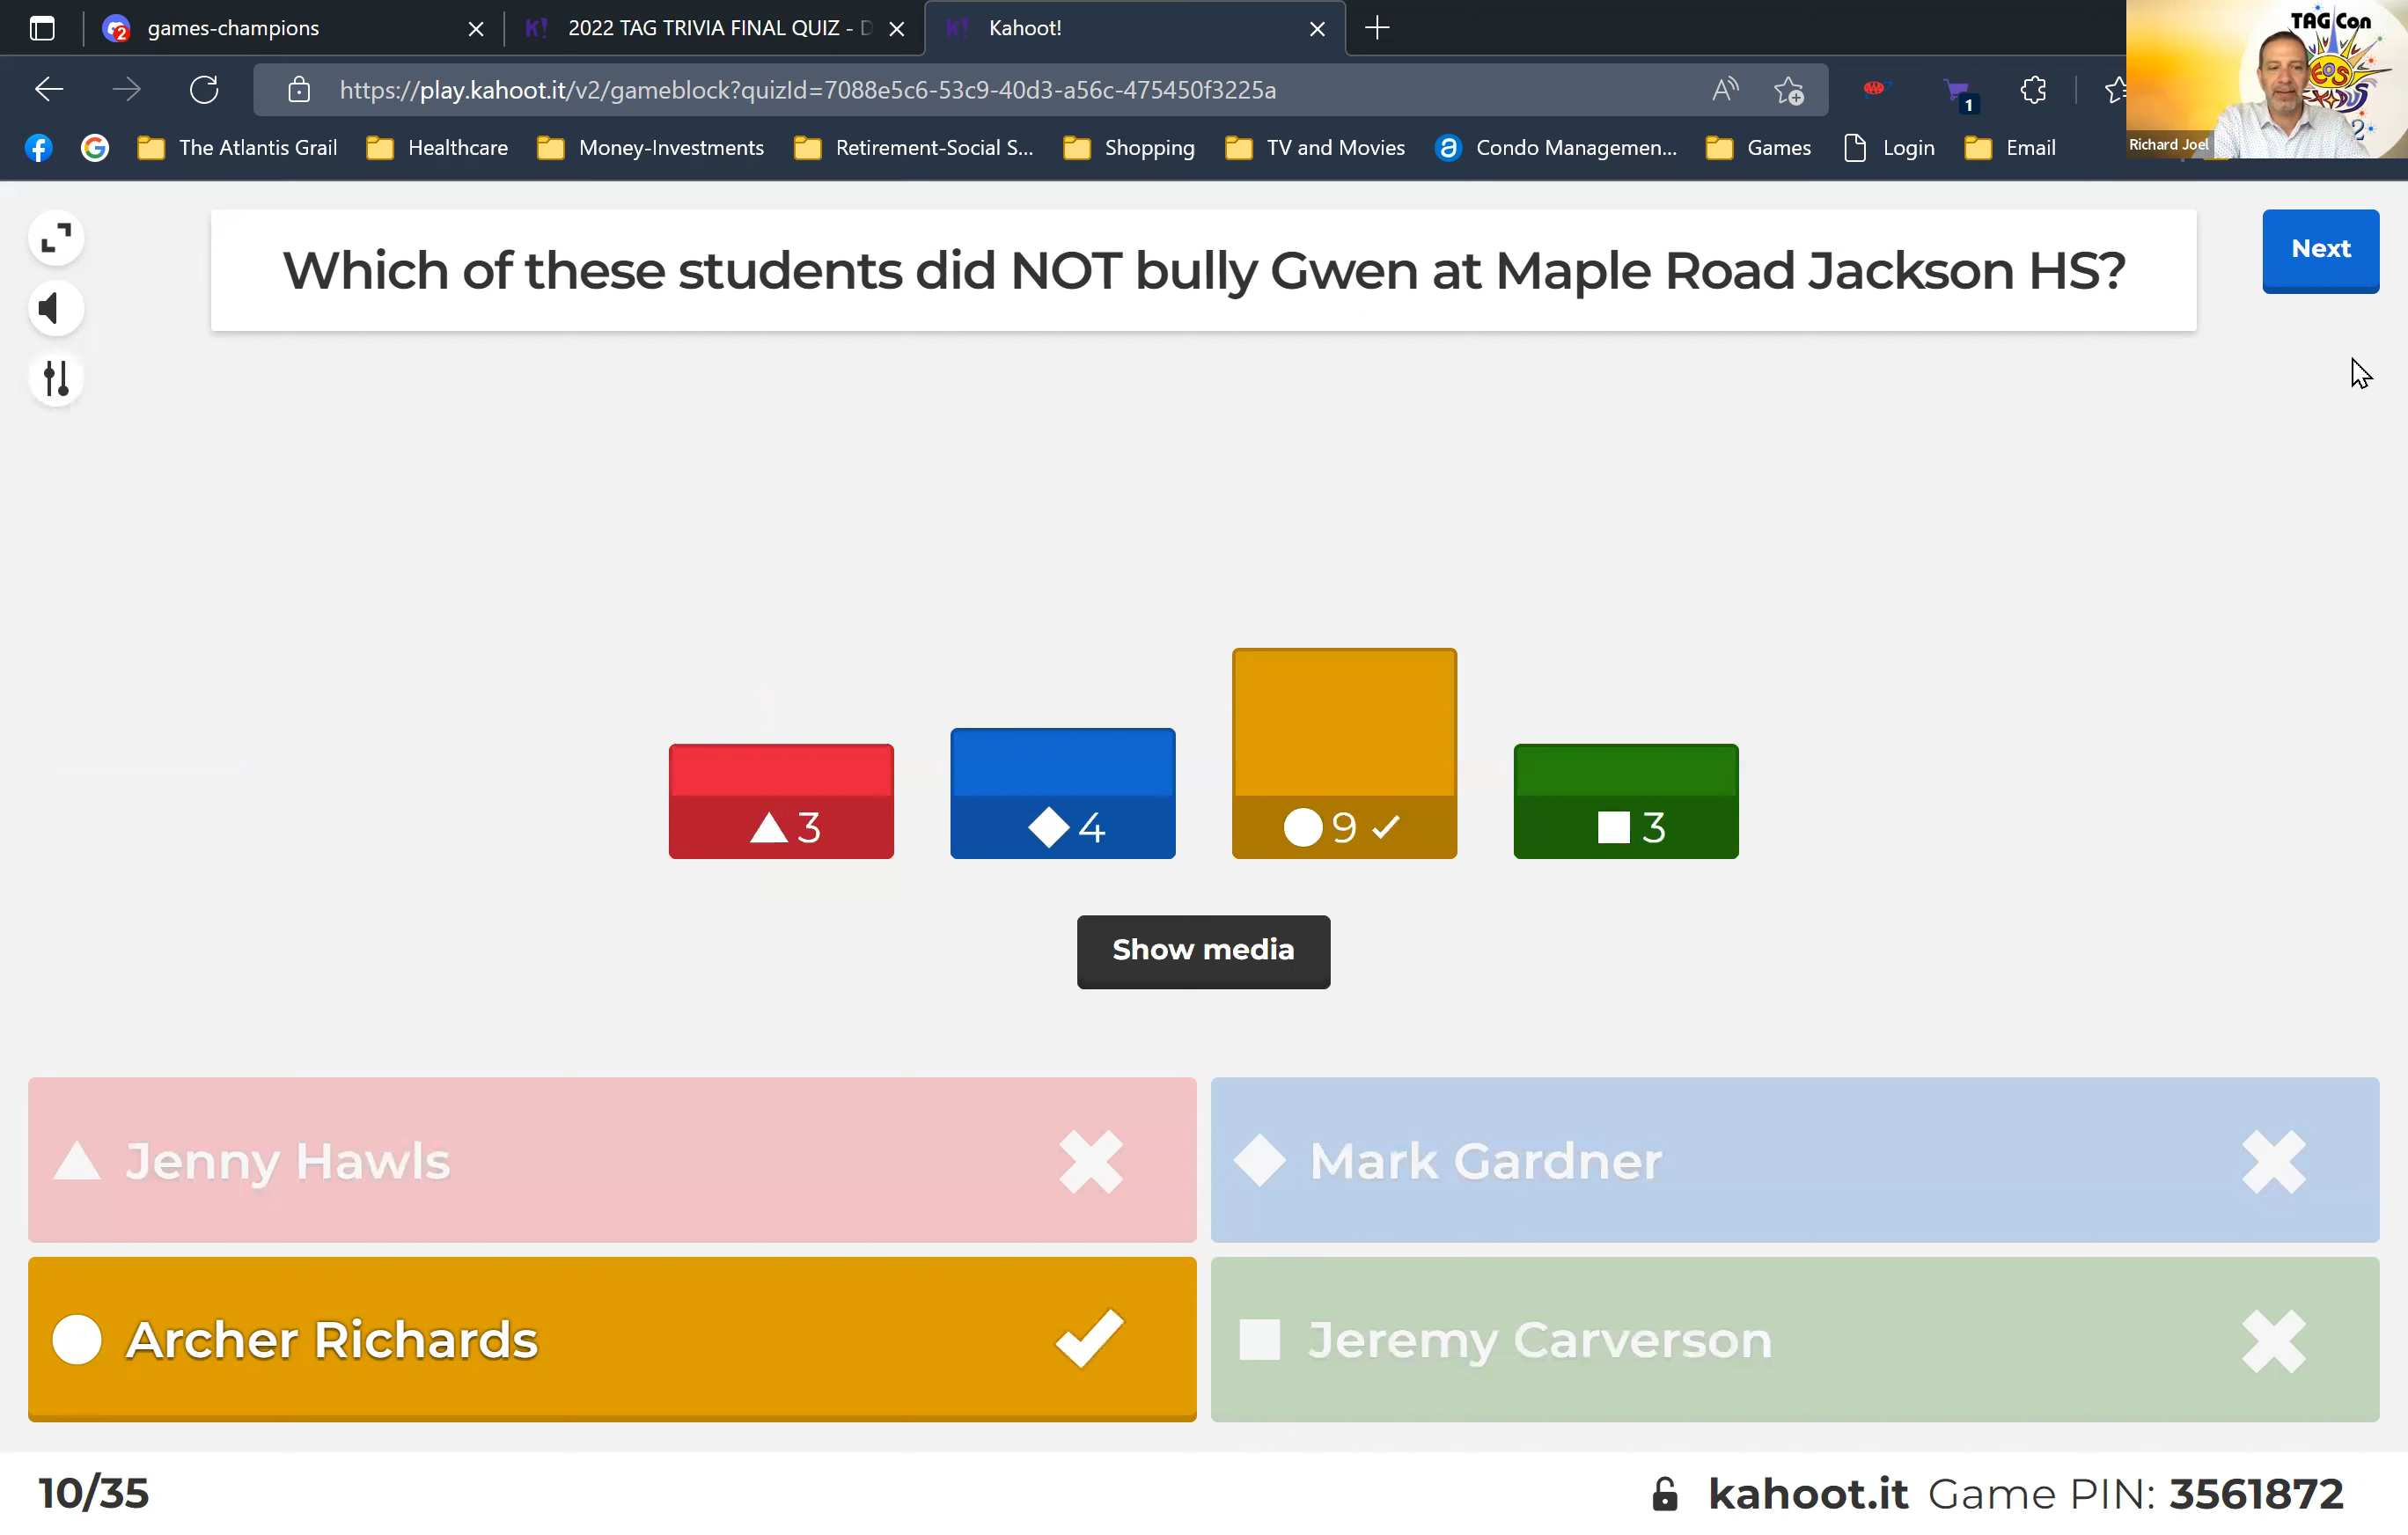 games-champions
2022 TAG TRIVIA FINAL QUIZ - D
Kahoot!
https://play.kahoot.it/v2/gameblock?quizId=7088e5c6-53c9-40d3-a56c-475450f3225a
1
The Atlantis Grail
Healthcare
Money-Investments
Retirement-Social S...
Shopping
TV and Movies
Condo Managemen...
Games
Login
Email
TAG Con
EOS
Richard Joel
Which of these students did NOT bully Gwen at Maple Road Jackson HS?
Next
3
4
9
3
Show media
Jenny Hawls
Mark Gardner
Archer Richards
Jeremy Carverson
10/35
kahoot.it Game PIN: 3561872